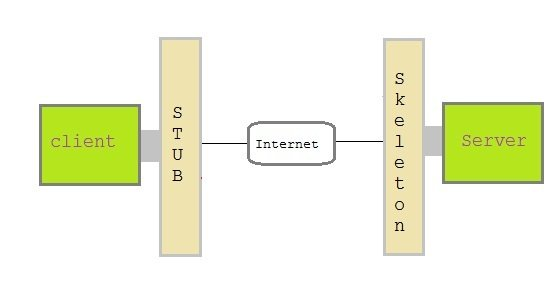 client
STUB
Internet
Skeleton
Server